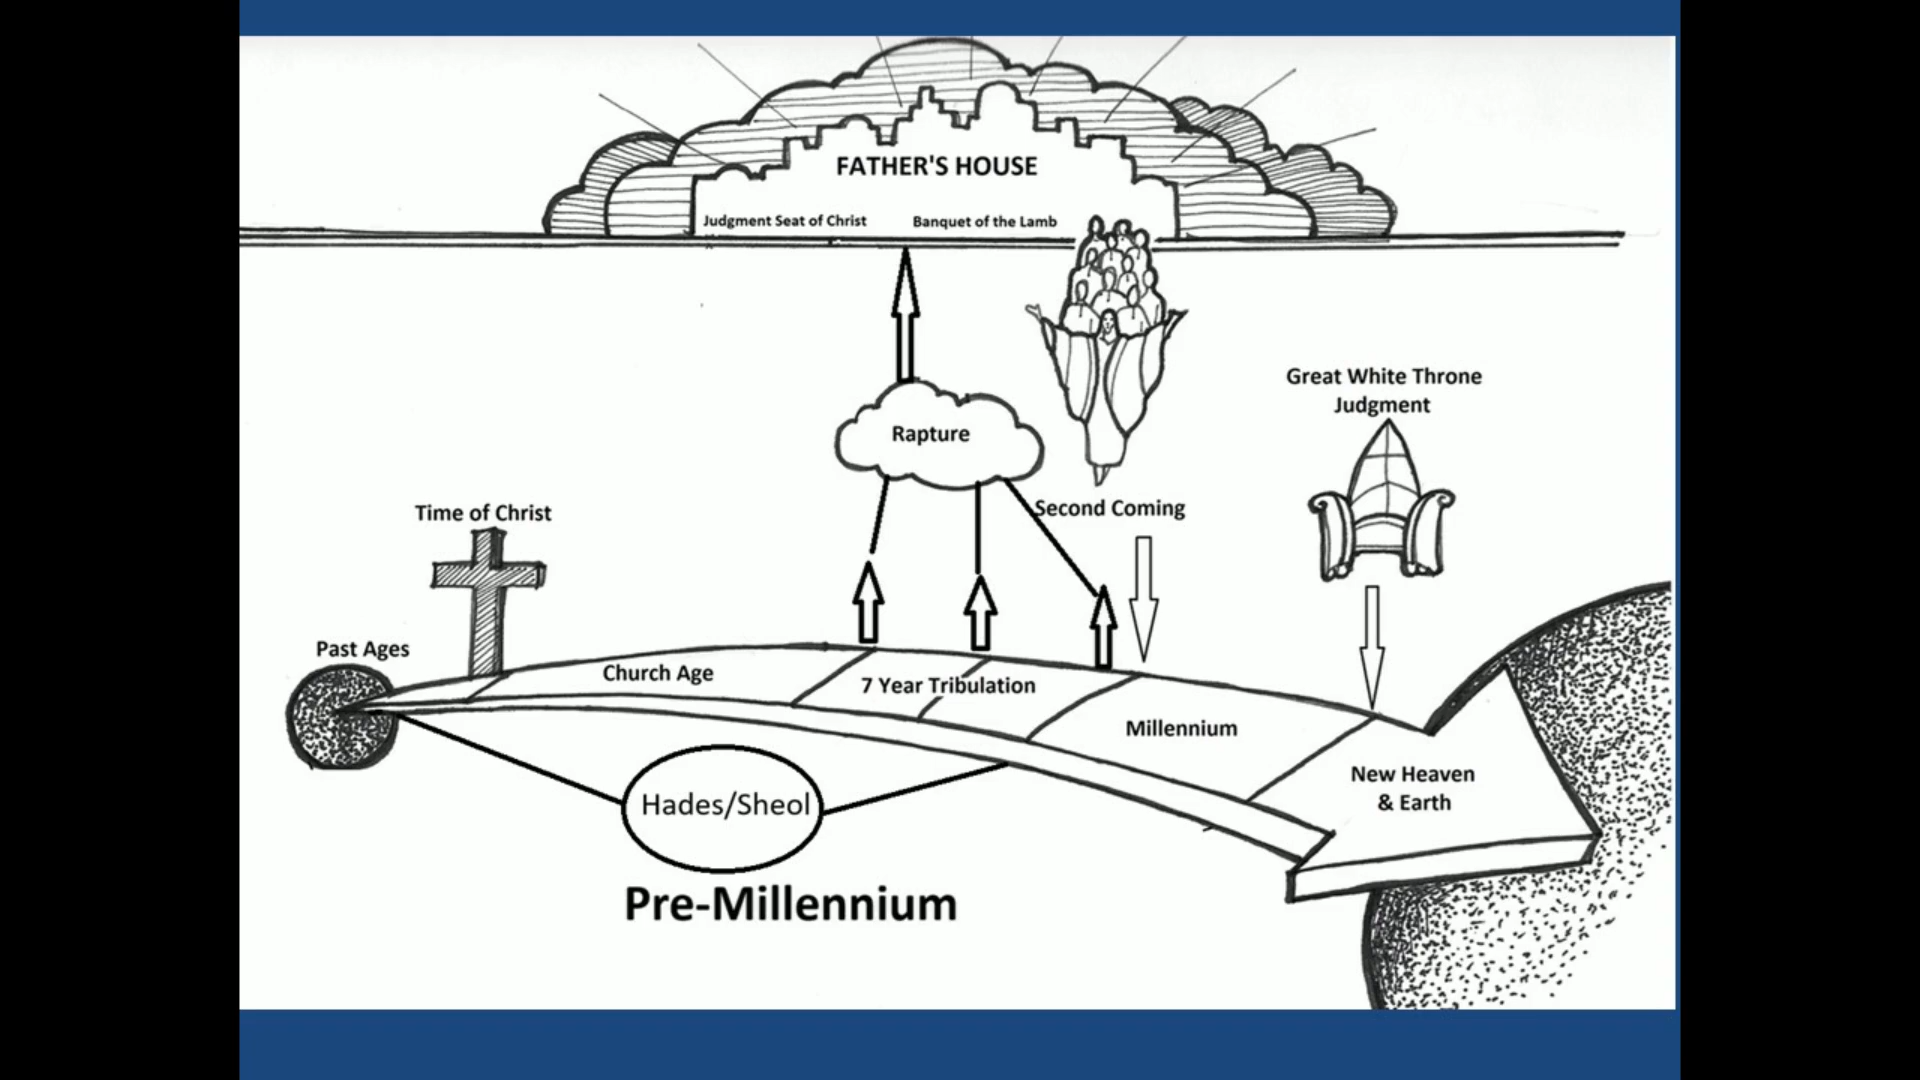 FATHER'S HOUSE
Judgment Seat of Christ
Banquet of the Lamb
Great White Throne
Judgment
Rapture
Second Coming
Time of Christ
Past Ages
Church Age
7 Year Tribulation
Millennium
New Heaven
& Earth
Hades/Sheol
Pre-Millennium